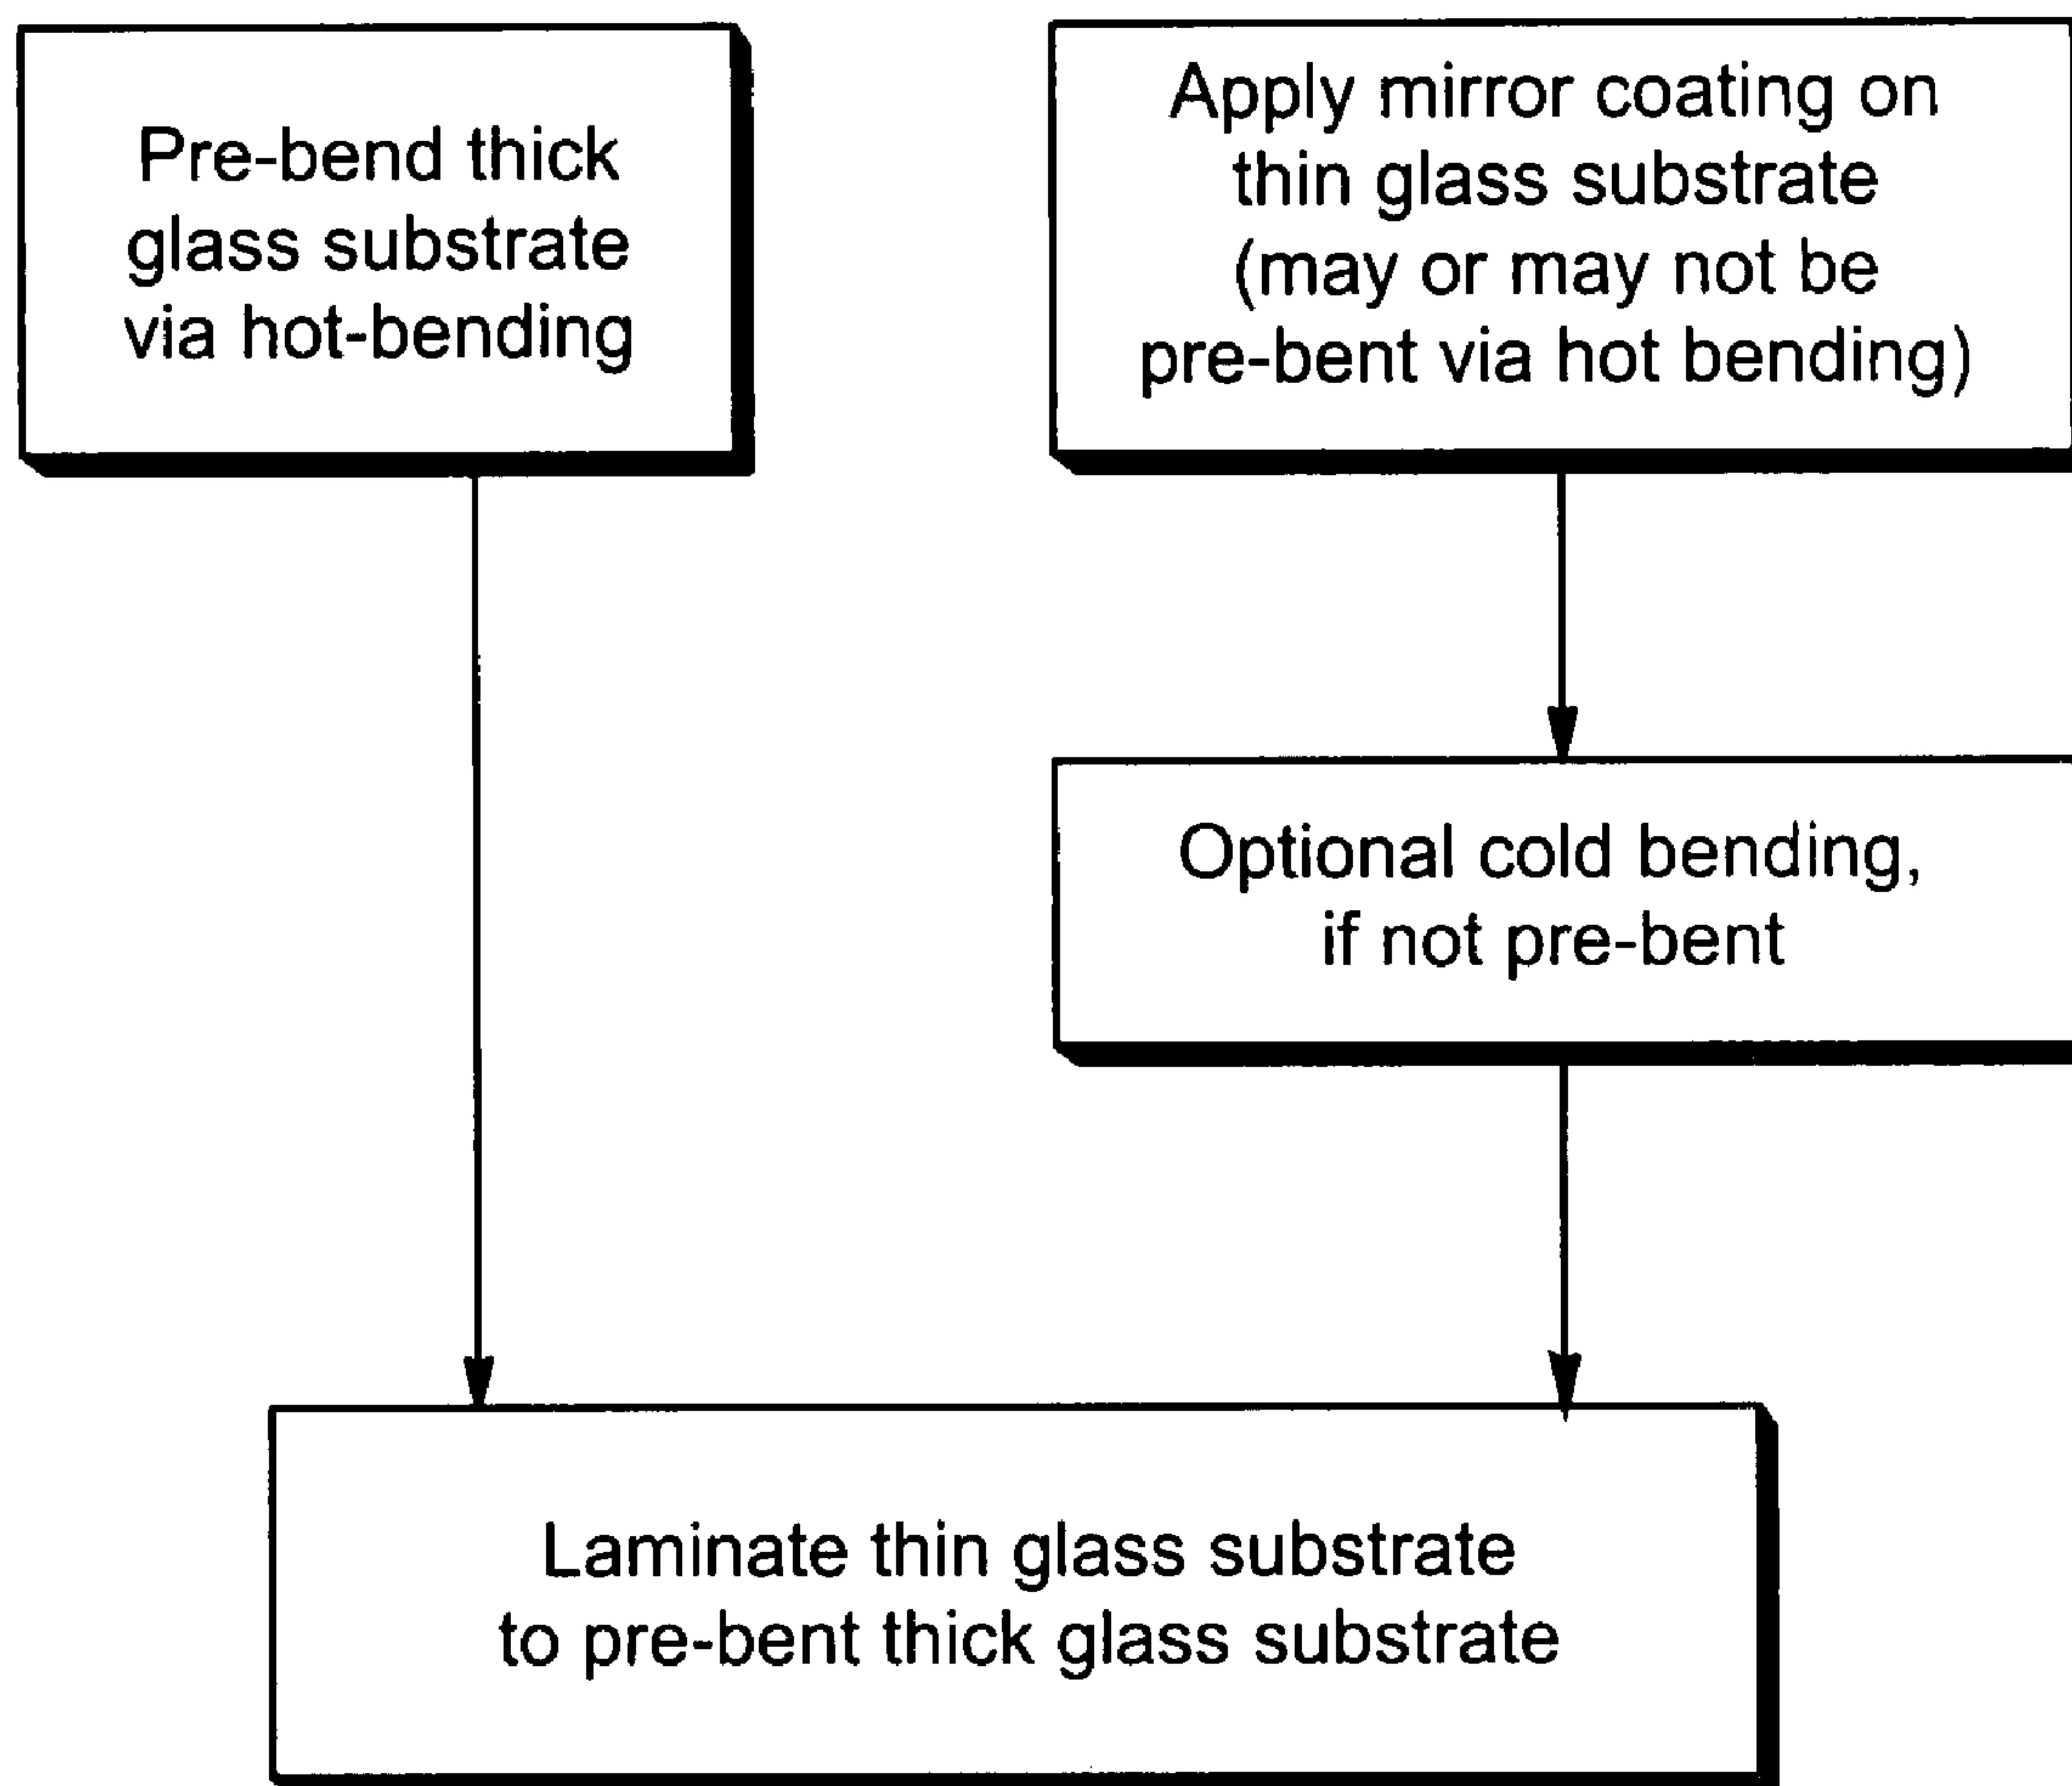 Pre-bend thick
glass substrate
via hot-bending
Apply mirror coating on
thin glass substrate
(may or may not be
pre-bent via hot bending)
Optional cold bending,
if not pre-bent
Laminate thin glass substrate
to pre-bent thick glass substrate